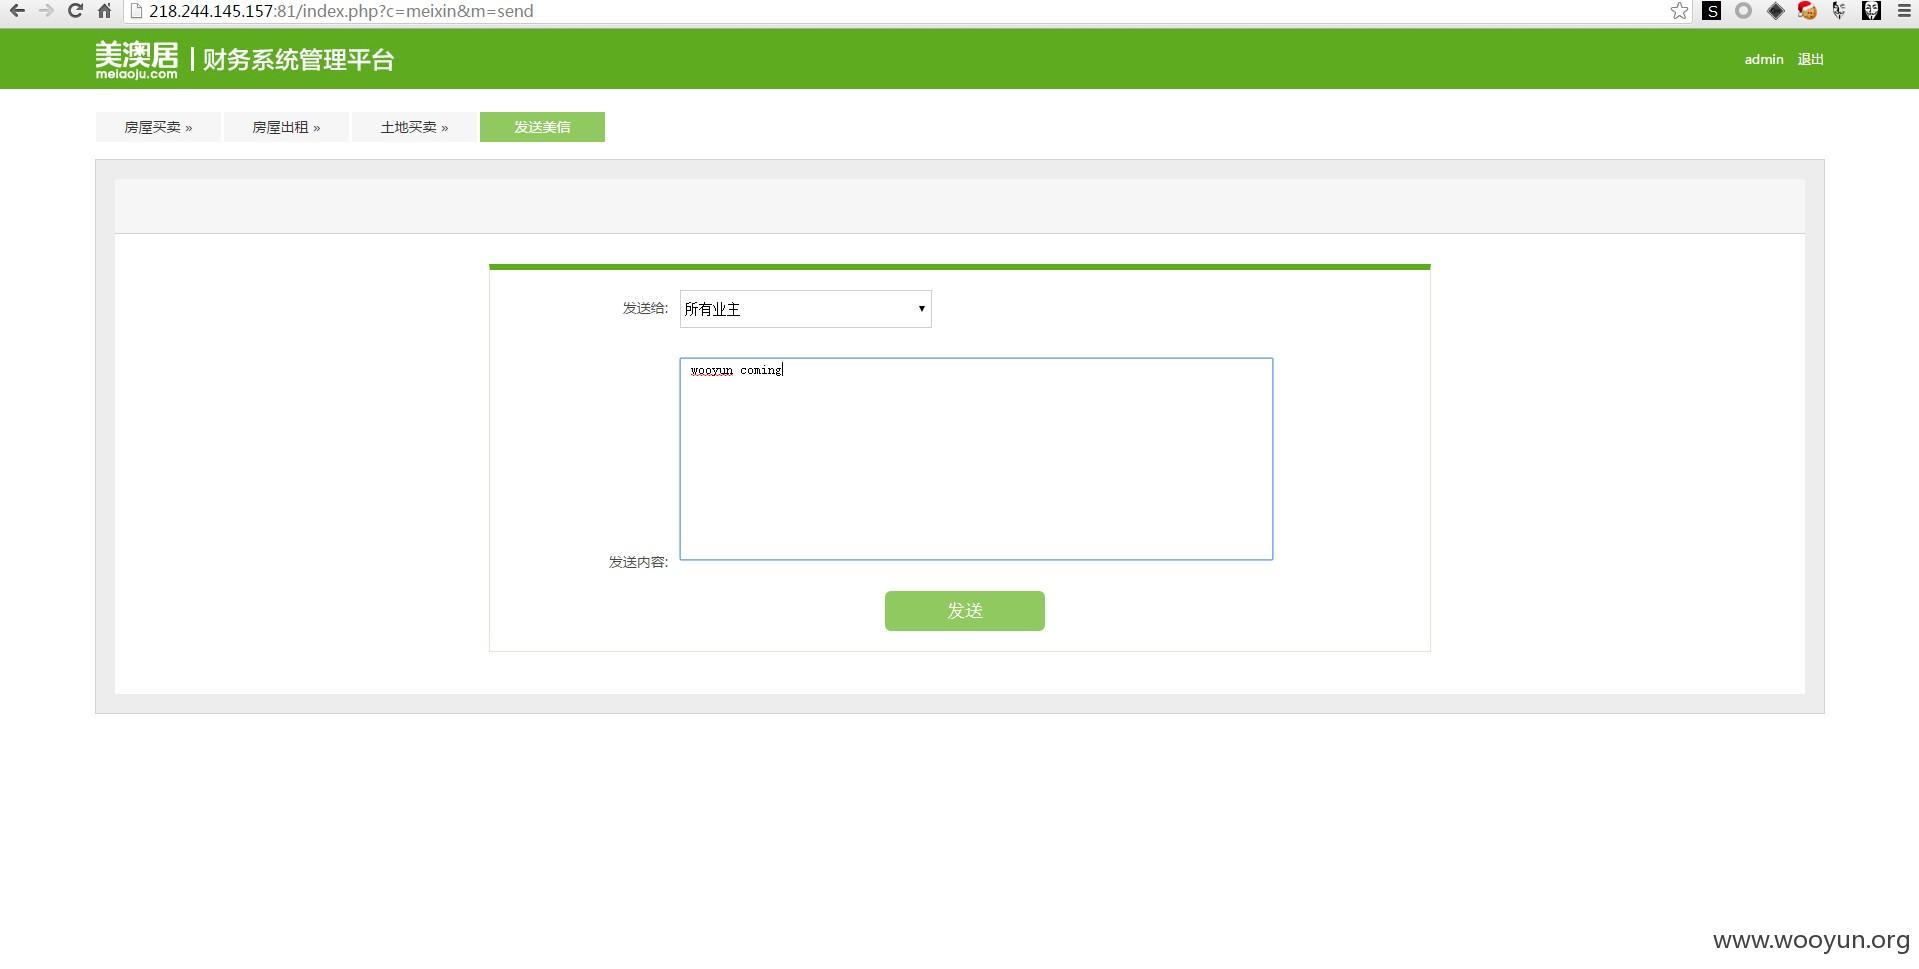 218.244.145.157:81/index.php?c=meixin&m=send
S
美澳居 | 财务系统管理平台
meiaoju.com
admin 退出
房屋买卖 » 房屋出租 » 土地买卖 » 发送美信
发送给: 所有业主
wooyun coming
发送内容:
发送
www.wooyun.org